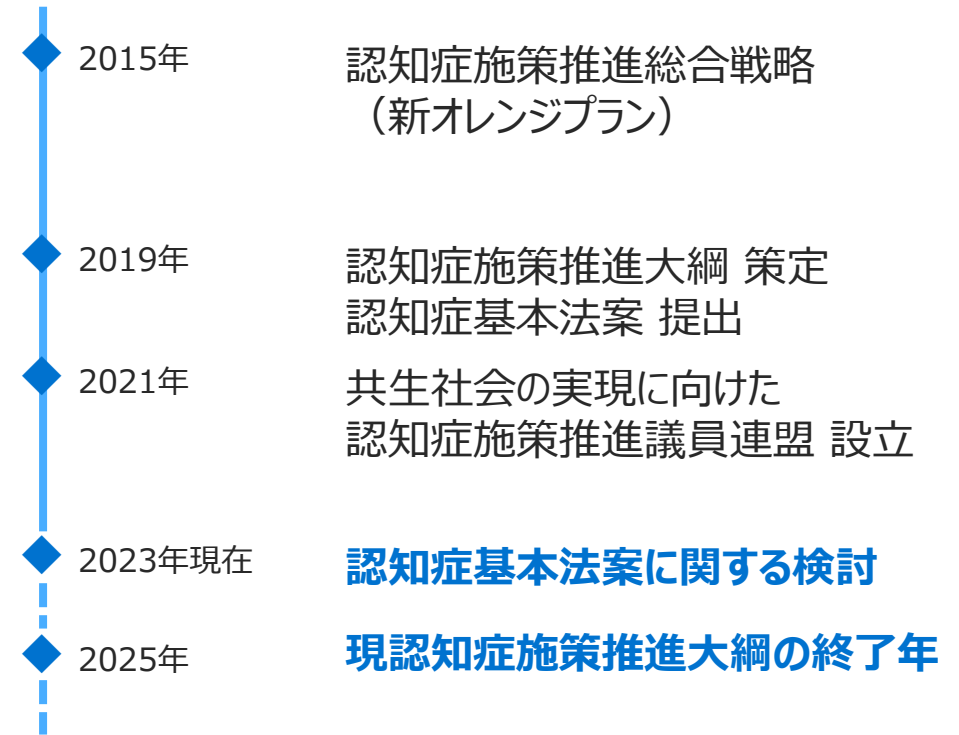 2015年 認知症施策推進総合戦略
（新オレンジプラン）
2019年 認知症施策推進大綱 策定
認知症基本法案 提出
2021年 共生社会の実現に向けた
認知症施策推進議員連盟 設立
2023年現在 認知症基本法案に関する検討
2025年 現認知症施策推進大綱の終了年